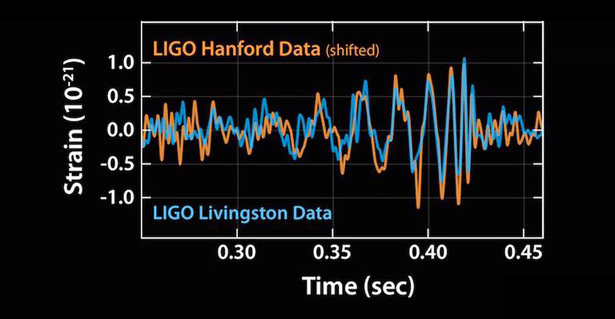 LIGO Hanford Data (shifted)
1.0
0.5
0.0
-0.5
-1.0
Strain (10-21)
LIGO Livingston Data
0.30 0.35 0.40 0.45
Time (sec)